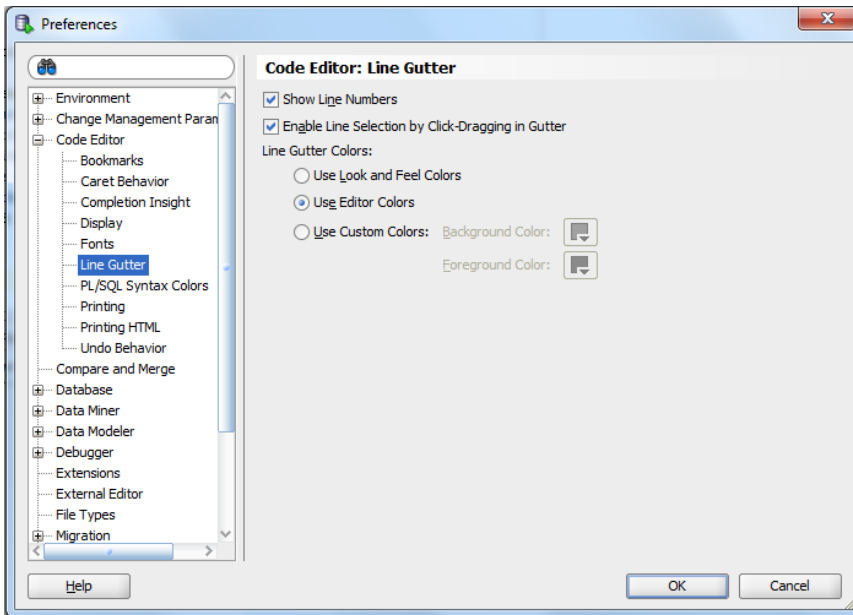 Preferences
Environment
Change Management Param
Code Editor
Bookmarks
Caret Behavior
Completion Insight
Display
Fonts
Line Gutter
PL/SQL Syntax Colors
Printing
Printing HTML
Undo Behavior
Compare and Merge
Database
Data Miner
Data Modeler
Debugger
Extensions
External Editor
File Types
Migration
Code Editor: Line Gutter
Show Line Numbers
Enable Line Selection by Click-Dragging in Gutter
Line Gutter Colors:
Use Look and Feel Colors
Use Editor Colors
Use Custom Colors: Background Color:
Foreground Color:
Help
OK
Cancel